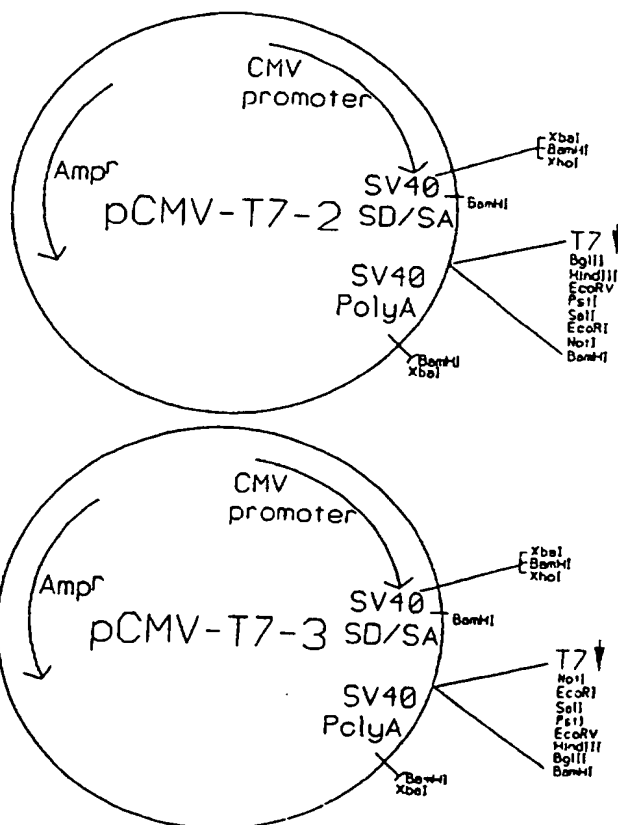 CMV
promoter
Ampr
XbaI
BamHI
XhoI
SV40
SD/SA
BamHI
pCMV-T7-2
T7
BglII
HindIII
EcoRV
PstI
SalI
EcoRI
NotI
BamHI
SV40
PolyA
BamHI
XbaI
CMV
promoter
Ampr
XbaI
BamHI
XhoI
SV40
SD/SA
BamHI
pCMV-T7-3
T7
NotI
EcoRI
SalI
PstI
EcoRV
HindIII
BglII
BamHI
SV40
PolyA
BamHI
XbaI